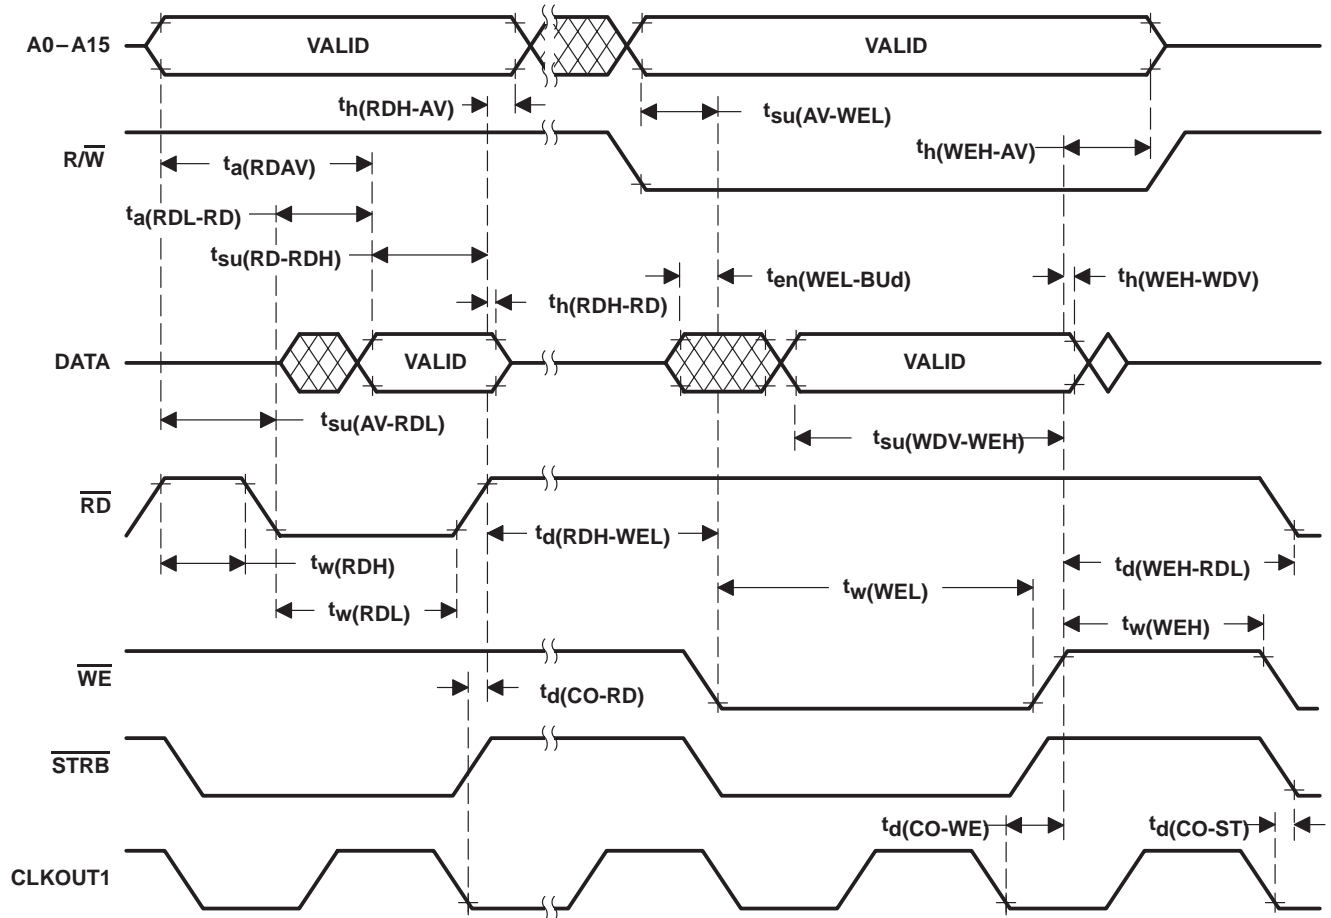 A0–A15
VALID
VALID
th(RDH-AV)
tsu(AV-WEL)
R/W̅
ta(RDAV)
th(WEH-AV)
ta(RDL-RD)
tsu(RD-RDH)
ten(WEL-BUd)
th(WEH-WDV)
th(RDH-RD)
DATA
VALID
VALID
tsu(AV-RDL)
tsu(WDV-WEH)
R̅D̅
td(RDH-WEL)
tw(RDH)
td(WEH-RDL)
tw(RDL)
tw(WEL)
tw(WEH)
W̅E̅
td(CO-RD)
S̅T̅R̅B̅
td(CO-WE)
td(CO-ST)
CLKOUT1